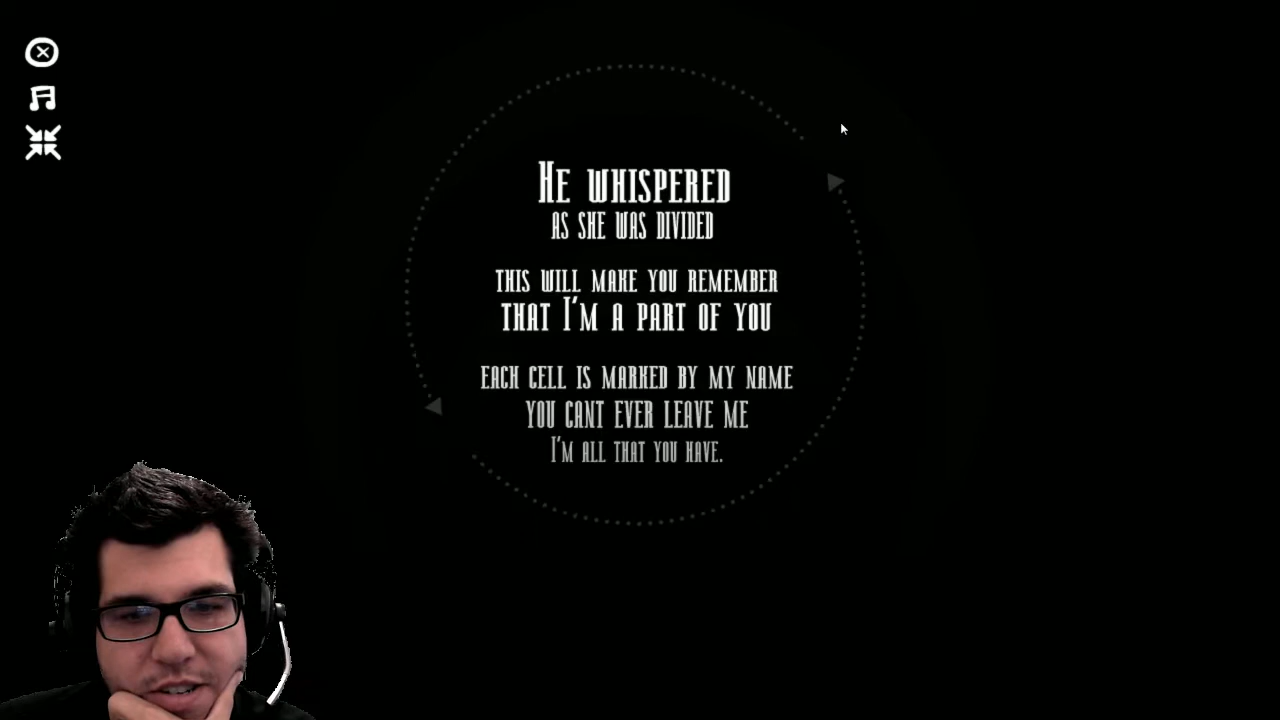 He whispered
as she was divided
this will make you remember
that I'm a part of you
each cell is marked by my name
you cant ever leave me
I'm all that you have.